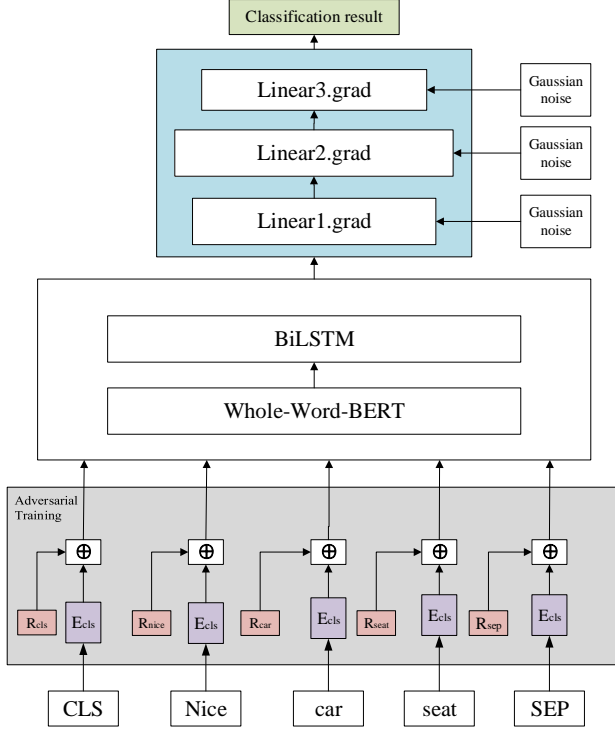 Classification result
Linear3.grad
Gaussian
noise
Linear2.grad
Gaussian
noise
Linear1.grad
Gaussian
noise
BiLSTM
Whole-Word-BERT
Adversarial
Training
⊕ ⊕ ⊕ ⊕ ⊕
Rcls Ecls Rnice Ecls Rcar Ecls Rseat Ecls Rsep Ecls
CLS Nice car seat SEP